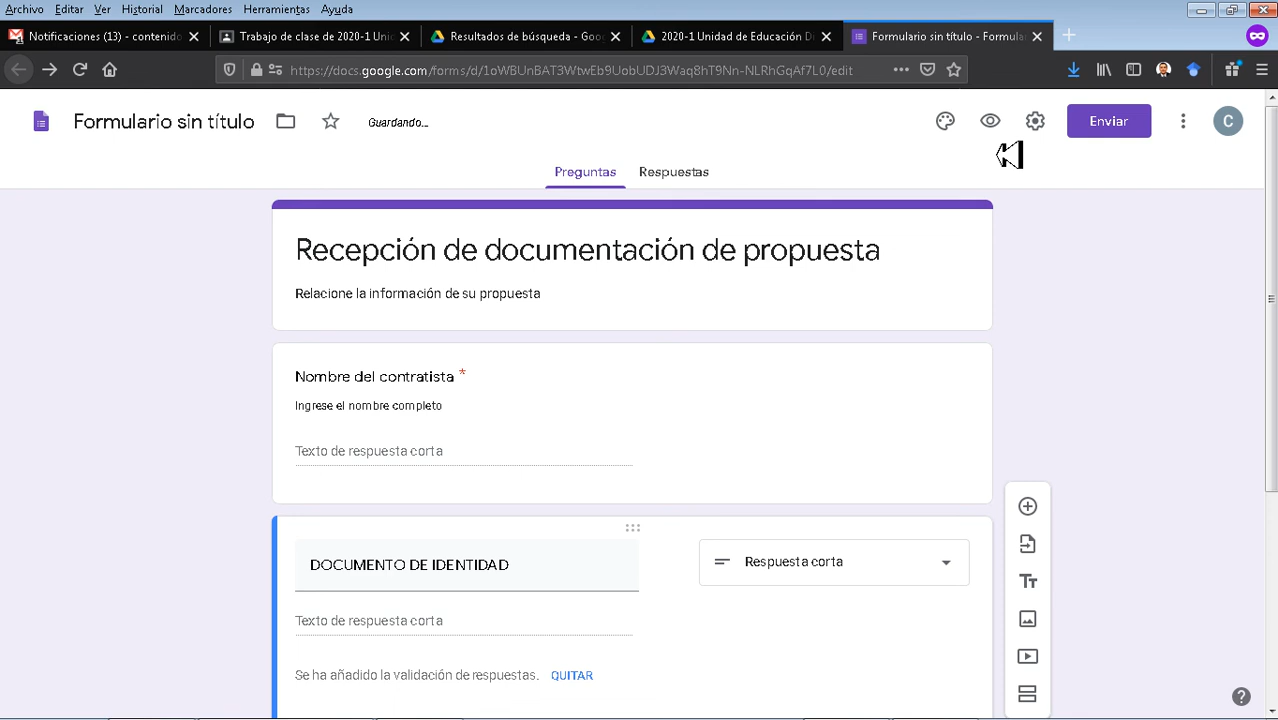 Archivo Editar Ver Historial Marcadores Herramientas Ayuda
Notificaciones (13) - contenido
Trabajo de clase de 2020-1 Uni
Resultados de búsqueda - Goo
2020-1 Unidad de Educación Di
Formulario sin título - Formula
https://docs.google.com/forms/d/1oWBUnBAT3WtwEb9UobUDJ3Waq8hT9Nn-NLRhGqAf7L0/edit
Formulario sin título
Guardando...
Enviar
C
Preguntas Respuestas
Recepción de documentación de propuesta
Relacione la información de su propuesta
Nombre del contratista *
Ingrese el nombre completo
Texto de respuesta corta
DOCUMENTO DE IDENTIDAD
Respuesta corta
Texto de respuesta corta
Tт
Se ha añadido la validación de respuestas. QUITAR